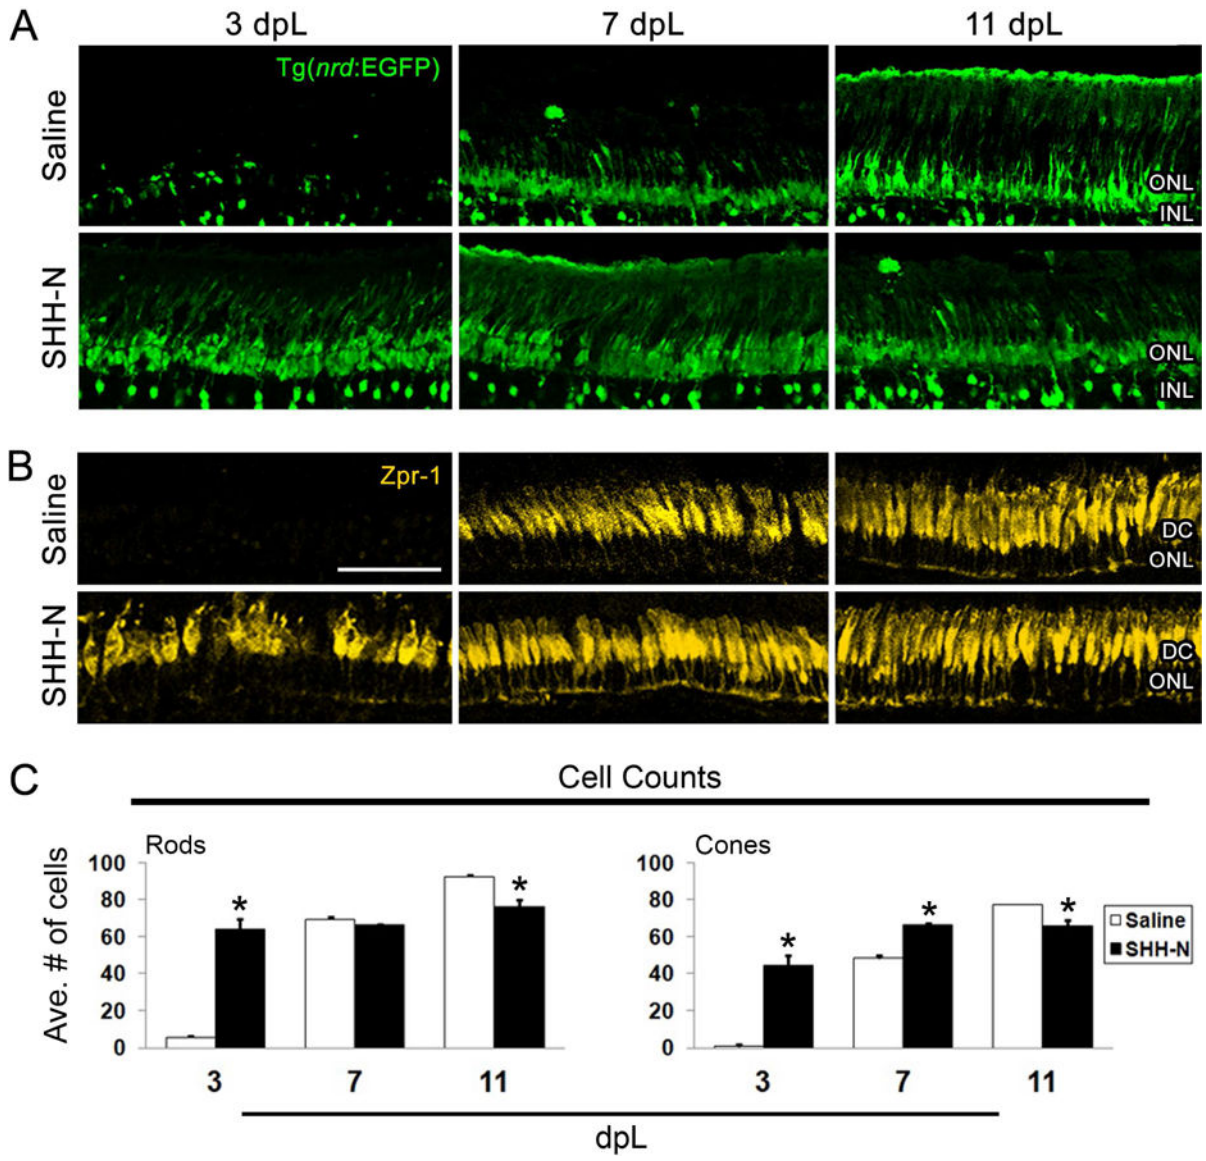 A
3 dpL 7 dpL 11 dpL
Saline
Tg(nrd:EGFP)
ONL
INL
SHH-N
ONL
INL
B
Saline
Zpr-1
DC
ONL
SHH-N
DC
ONL
C
Cell Counts
Ave. # of cells
Rods
100
80
60
40
20
0
* *
3 7 11
Cones
100
80
60
40
20
0
* * *
3 7 11
Saline
SHH-N
dpL